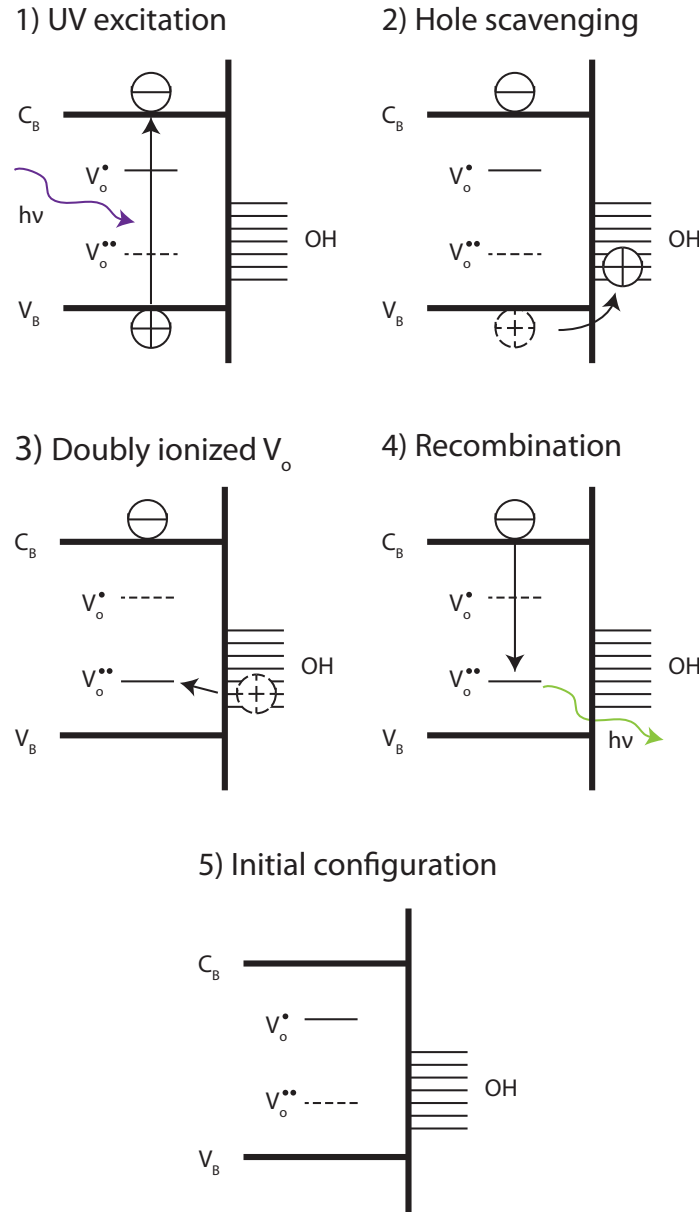 1) UV excitation
C_B
V_o^•
hν
V_o^••
OH
V_B
2) Hole scavenging
C_B
V_o^•
V_o^••
OH
V_B
3) Doubly ionized V_o
C_B
V_o^•
V_o^••
OH
V_B
4) Recombination
C_B
V_o^•
V_o^••
OH
V_B
hν
5) Initial configuration
C_B
V_o^•
V_o^••
OH
V_B